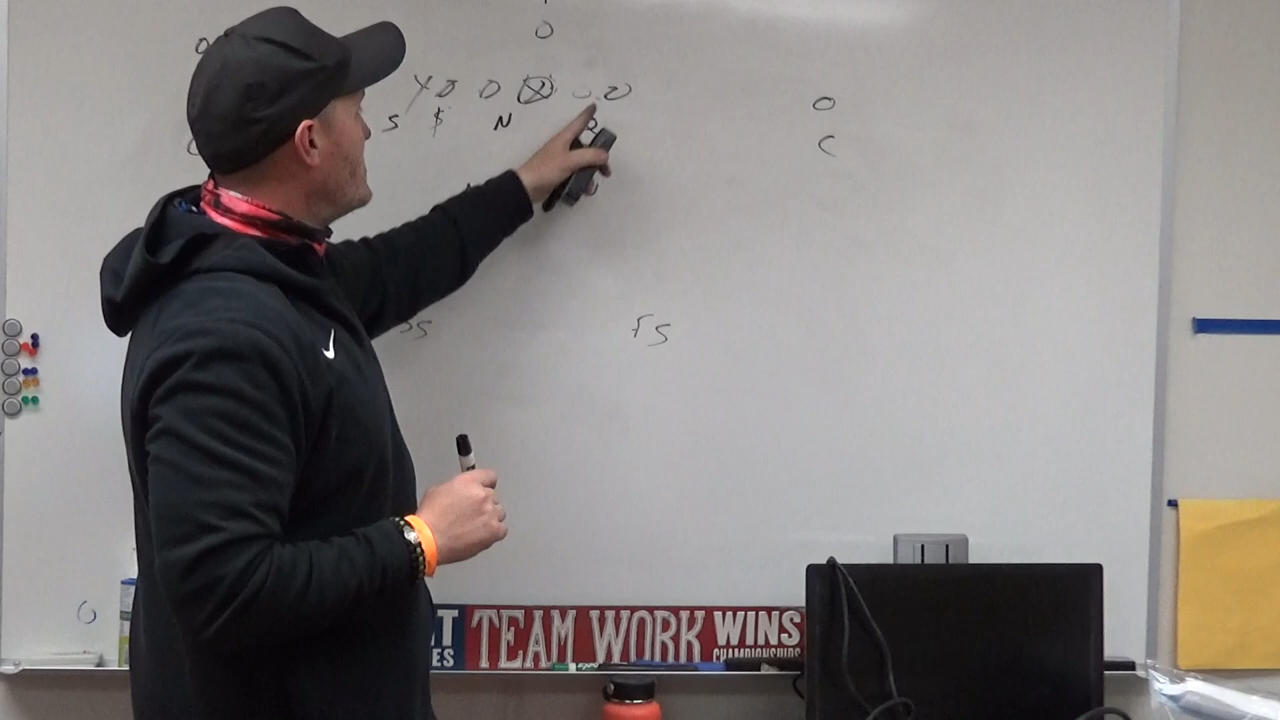 O
O
Y O O O O
O
S $ N
C
SS FS
TEAM WORK WINS
CHAMPIONSHIPS